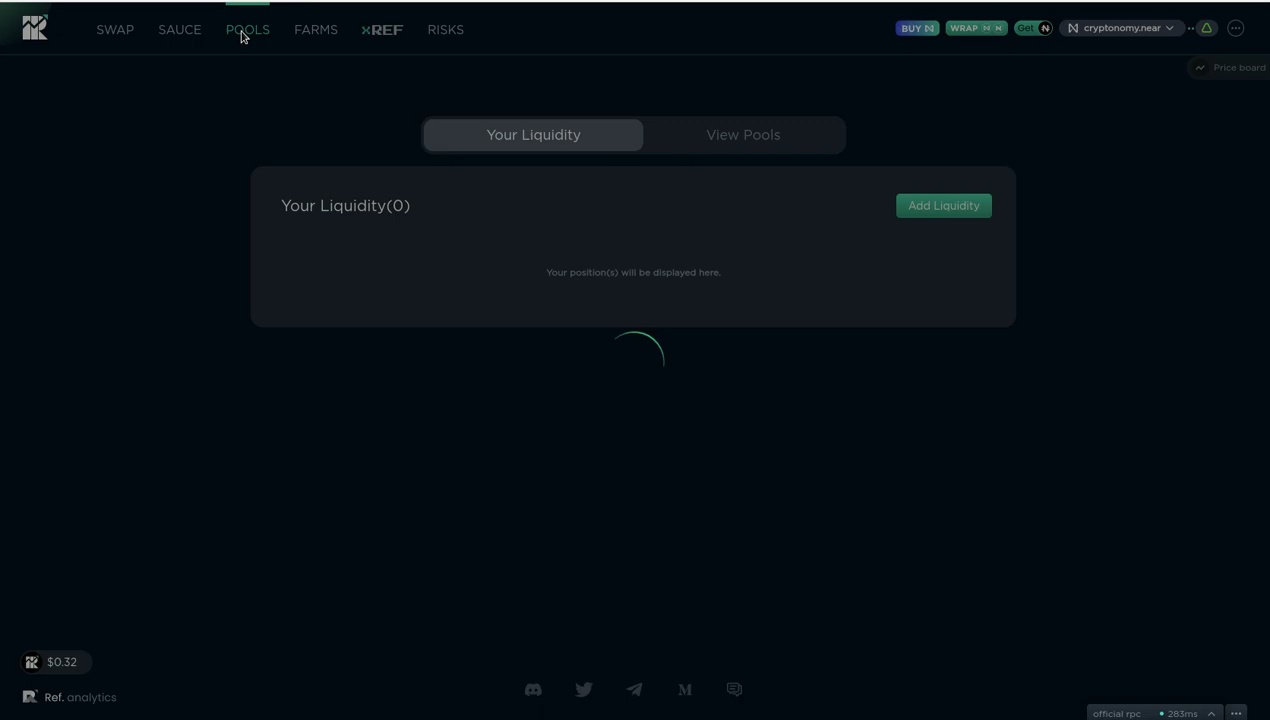 SWAP SAUCE POOLS FARMS xREF RISKS BUY WRAP Get cryptonomy.near
Price board
Your Liquidity View Pools
Your Liquidity(0) Add Liquidity
Your position(s) will be displayed here.
$0.32
Ref. analytics
official rpc 283ms